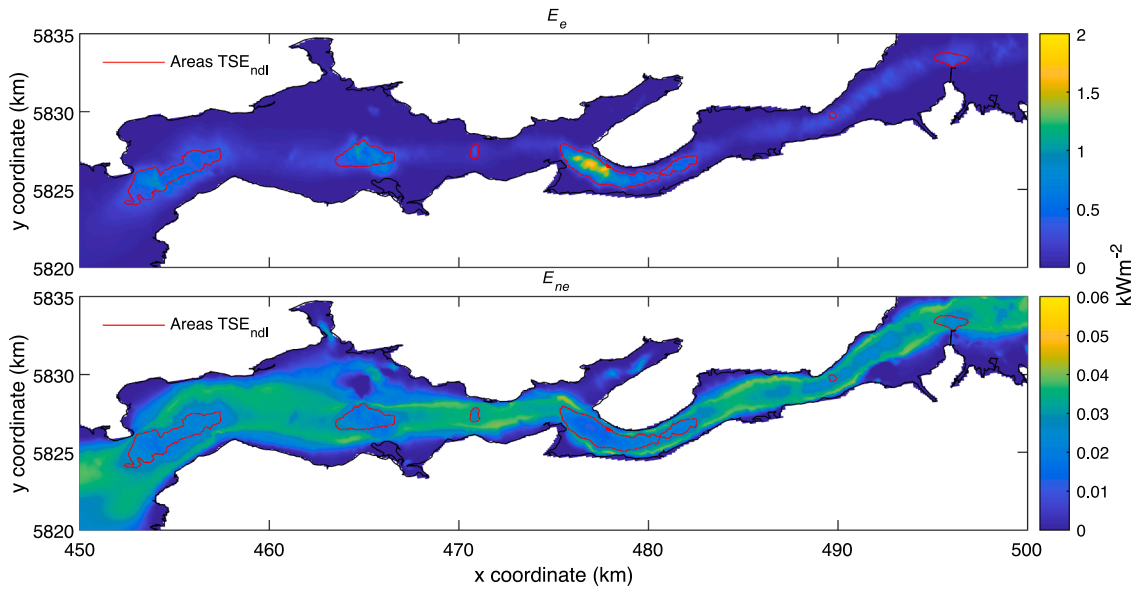 E_e
5835
5830
5825
5820
y coordinate (km)
Areas TSE_ndl
2
1.5
1
0.5
0
kWm^-2
E_ne
5835
5830
5825
5820
y coordinate (km)
Areas TSE_ndl
0.06
0.05
0.04
0.03
0.02
0.01
0
450 460 470 480 490 500
x coordinate (km)